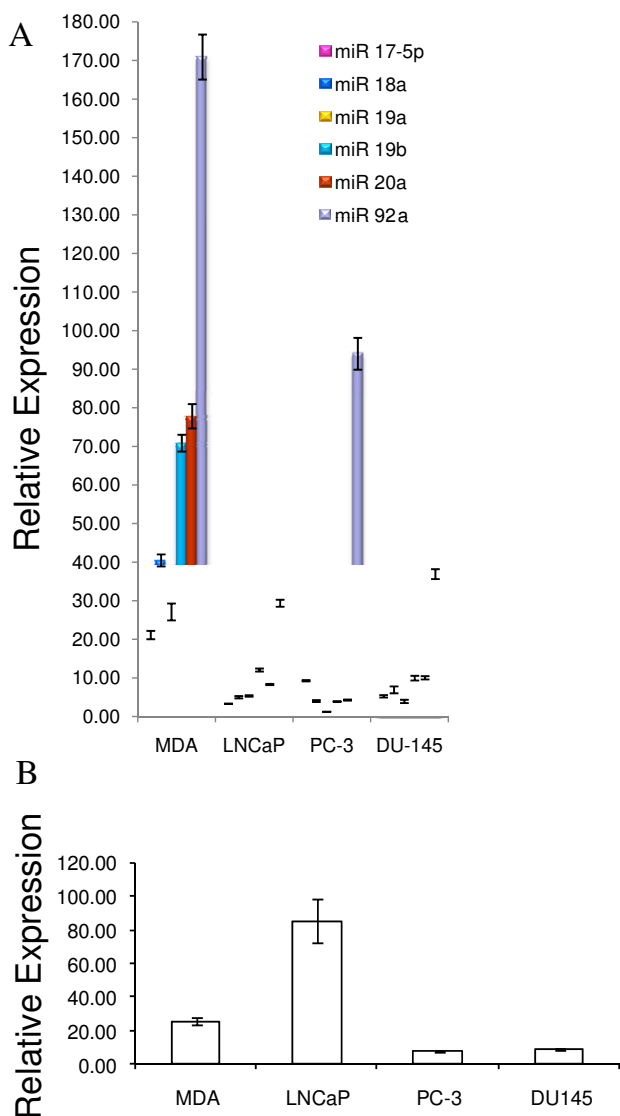 A
Relative Expression
180.00
170.00
160.00
150.00
140.00
130.00
120.00
110.00
100.00
90.00
80.00
70.00
60.00
50.00
40.00
30.00
20.00
10.00
0.00
miR 17-5p
miR 18a
miR 19a
miR 19b
miR 20a
miR 92a
MDA LNCaP PC-3 DU-145
B
Relative Expression
120.00
100.00
80.00
60.00
40.00
20.00
0.00
MDA LNCaP PC-3 DU145